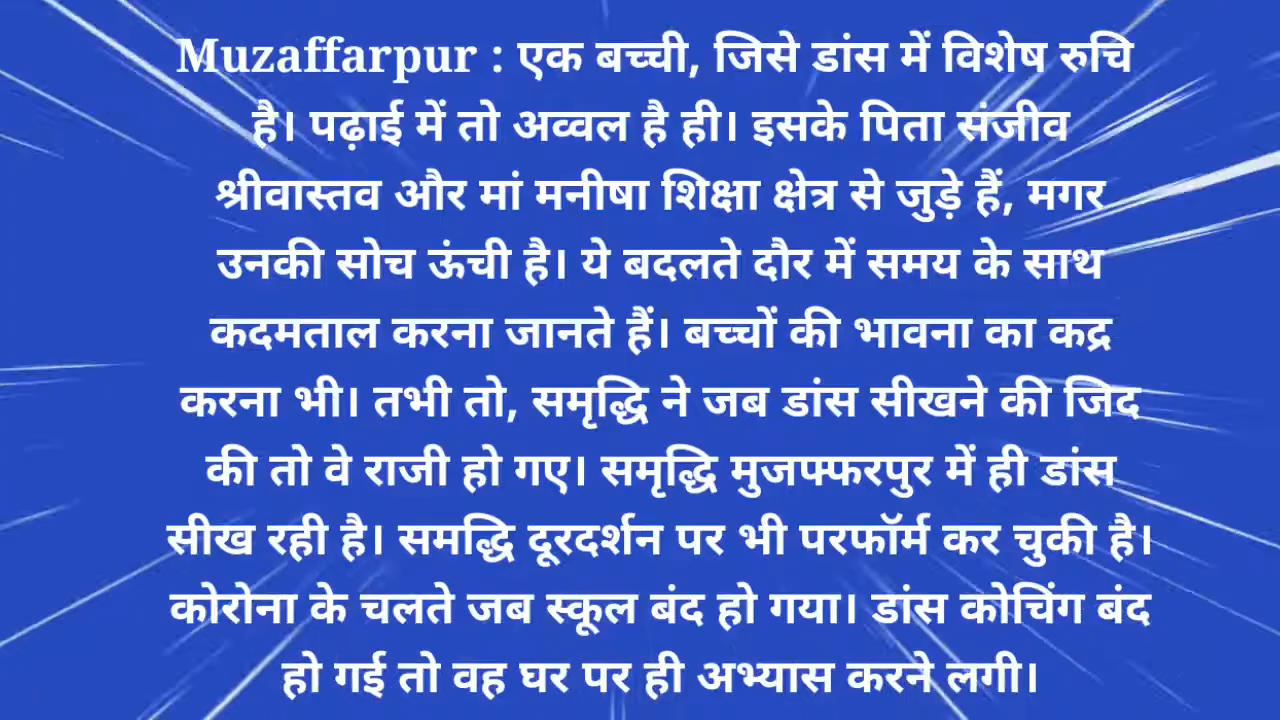 Muzaffarpur : एक बच्ची, जिसे डांस में विशेष रुचि
है। पढ़ाई में तो अव्वल है ही। इसके पिता संजीव
श्रीवास्तव और मां मनीषा शिक्षा क्षेत्र से जुड़े हैं, मगर
उनकी सोच ऊंची है। ये बदलते दौर में समय के साथ
कदमताल करना जानते हैं। बच्चों की भावना का कद्र
करना भी। तभी तो, समृद्धि ने जब डांस सीखने की जिद
की तो वे राजी हो गए। समृद्धि मुजफ्फरपुर में ही डांस
सीख रही है। समद्धि दूरदर्शन पर भी परफॉर्म कर चुकी है।
कोरोना के चलते जब स्कूल बंद हो गया। डांस कोचिंग बंद
हो गई तो वह घर पर ही अभ्यास करने लगी।